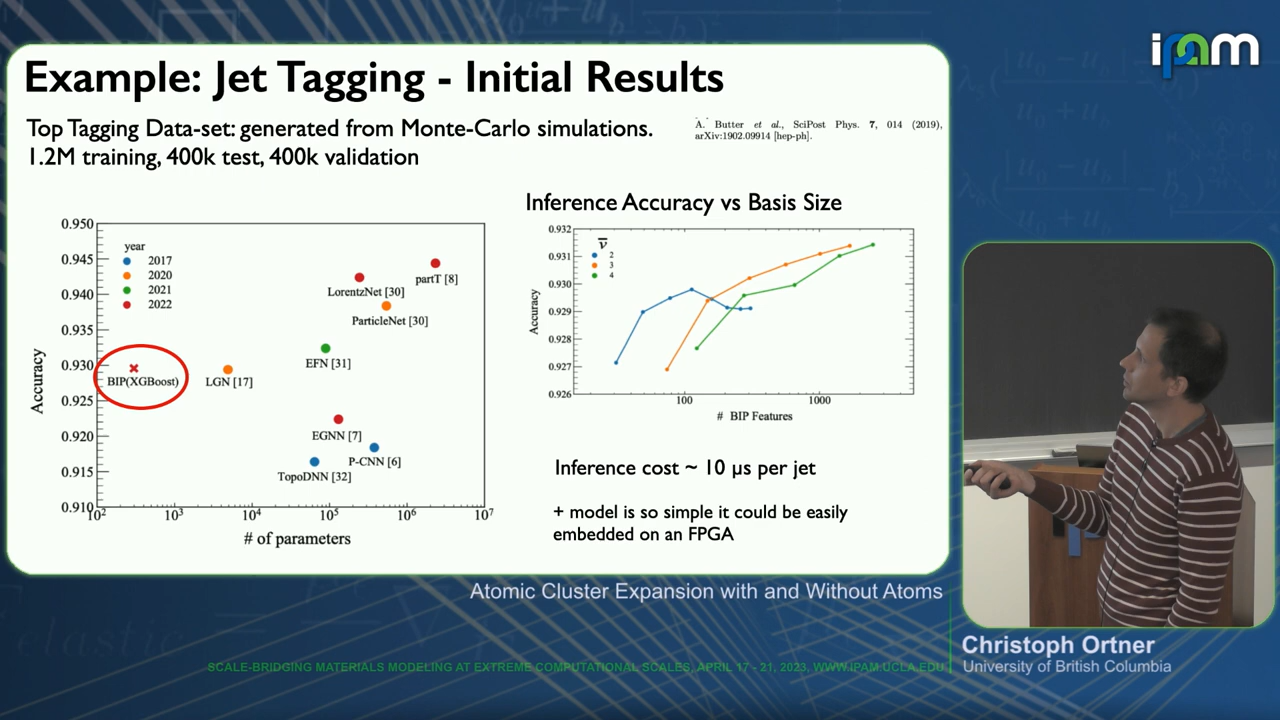 ipam
Example: Jet Tagging - Initial Results
Top Tagging Data-set: generated from Monte-Carlo simulations.
1.2M training, 400k test, 400k validation
A. Butter et al., SciPost Phys. 7, 014 (2019),
arXiv:1902.09914 [hep-ph].
0.950
0.945
0.940
0.935
0.930
0.925
0.920
0.915
0.910
Accuracy
year
2017
2020
2021
2022
partT [8]
LorentzNet [30]
ParticleNet [30]
EFN [31]
BIP(XGBoost)
LGN [17]
EGNN [7]
P-CNN [6]
TopoDNN [32]
10² 10³ 10⁴ 10⁵ 10⁶ 10⁷
# of parameters
Inference Accuracy vs Basis Size
0.932
0.931
0.930
0.929
0.928
0.927
0.926
Accuracy
v̅
2
3
4
100 1000
# BIP Features
Inference cost ~ 10 μs per jet
+ model is so simple it could be easily
embedded on an FPGA
Atomic Cluster Expansion with and Without Atoms
Christoph Ortner
University of British Columbia
SCALE-BRIDGING MATERIALS MODELING AT EXTREME COMPUTATIONAL SCALES, APRIL 17 - 21, 2023, WWW.IPAM.UCLA.EDU
elastic